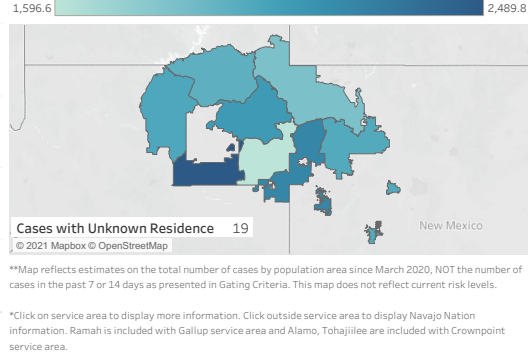 1,596.6 2,489.8
New Mexico
Cases with Unknown Residence 19
© 2021 Mapbox © OpenStreetMap
**Map reflects estimates on the total number of cases by population area since March 2020, NOT the number of
cases in the past 7 or 14 days as presented in Gating Criteria. This map does not reflect current risk levels.
*Click on service area to display more information. Click outside service area to display Navajo Nation
information. Ramah is included with Gallup service area and Alamo, Tohajiilee are included with Crownpoint
service area.